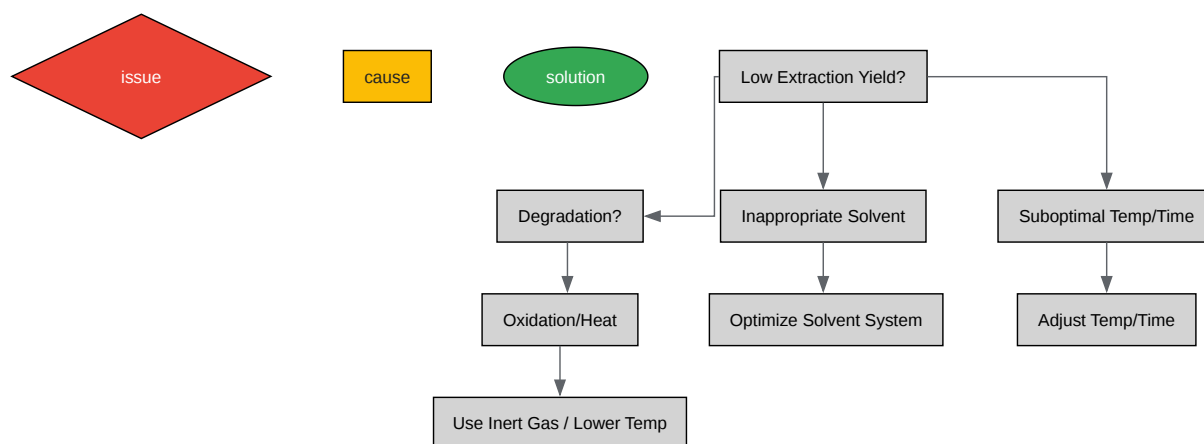 issue
cause
solution
Low Extraction Yield?
Degradation?
Inappropriate Solvent
Suboptimal Temp/Time
Oxidation/Heat
Optimize Solvent System
Adjust Temp/Time
Use Inert Gas / Lower Temp